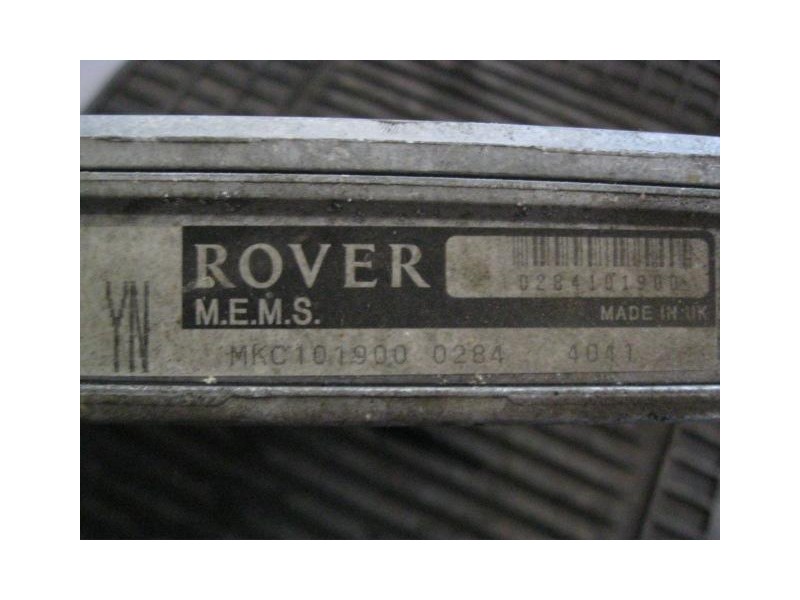 ROVER
0284101900
M.E.M.S.
MADE IN UK
YN
MKC101900 0284 4041